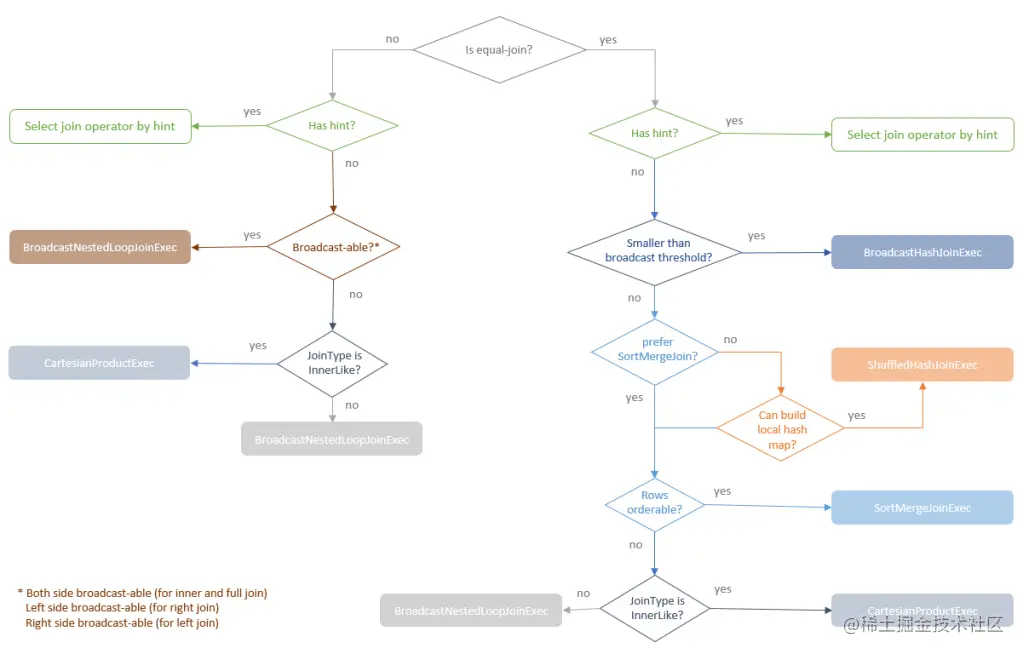 Is equal-join?
no
yes
Has hint?
yes
Select join operator by hint
no
Has hint?
yes
Select join operator by hint
no
Broadcast-able?*
yes
BroadcastNestedLoopJoinExec
no
Smaller than
broadcast threshold?
yes
BroadcastHashJoinExec
no
JoinType is
InnerLike?
yes
CartesianProductExec
no
BroadcastNestedLoopJoinExec
prefer
SortMergeJoin?
no
yes
ShuffledHashJoinExec
Can build
local hash
map?
yes
Rows
orderable?
yes
SortMergeJoinExec
no
JoinType is
InnerLike?
no
BroadcastNestedLoopJoinExec
yes
CartesianProductExec
* Both side broadcast-able (for inner and full join)
Left side broadcast-able (for right join)
Right side broadcast-able (for left join)
@稀土掘金技术社区